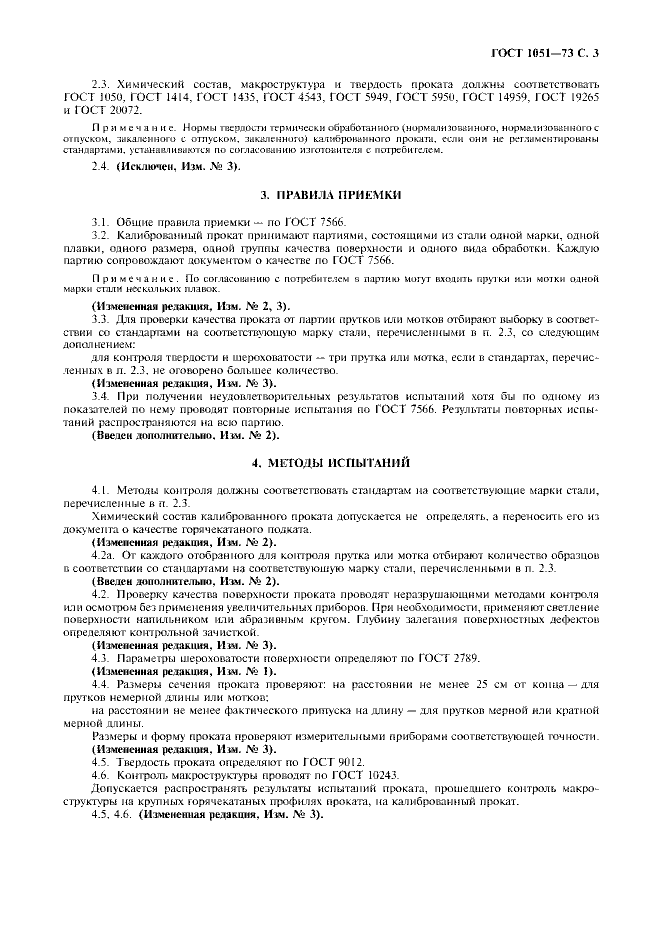 ГОСТ 1051—73 С. 3
2.3. Химический состав, макроструктура и твердость проката должны соответствовать
ГОСТ 1050, ГОСТ 1414, ГОСТ 1435, ГОСТ 4543, ГОСТ 5949, ГОСТ 5950, ГОСТ 14959, ГОСТ 19265
и ГОСТ 20072.
Примечание. Нормы твердости термически обработанного (нормализованного, нормализованного с
отпуском, закаленного с отпуском, закаленного) калиброванного проката, если они не регламентированы
стандартами, устанавливаются по согласованию изготовителя с потребителем.
2.4. (Исключен, Изм. № 3).
3. ПРАВИЛА ПРИЕМКИ
3.1. Общие правила приемки — по ГОСТ 7566.
3.2. Калиброванный прокат принимают партиями, состоящими из стали одной марки, одной
плавки, одного размера, одной группы качества поверхности и одного вида обработки. Каждую
партию сопровождают документом о качестве по ГОСТ 7566.
Примечание. По согласованию с потребителем в партию могут входить прутки или мотки одной
марки стали нескольких плавок.
(Измененная редакция, Изм. № 2, 3).
3.3. Для проверки качества проката от партии прутков или мотков отбирают выборку в соответ-
ствии со стандартами на соответствующую марку стали, перечисленными в п. 2.3, со следующим
дополнением:
для контроля твердости и шероховатости — три прутка или мотка, если в стандартах, перечис-
ленных в п. 2.3, не оговорено большее количество.
(Измененная редакция, Изм. № 3).
3.4. При получении неудовлетворительных результатов испытаний хотя бы по одному из
показателей по нему проводят повторные испытания по ГОСТ 7566. Результаты повторных испы-
таний распространяются на всю партию.
(Введен дополнительно, Изм. № 2).
4. МЕТОДЫ ИСПЫТАНИЙ
4.1. Методы контроля должны соответствовать стандартам на соответствующие марки стали,
перечисленные в п. 2.3.
Химический состав калиброванного проката допускается не определять, а переносить его из
документа о качестве горячекатаного подката.
(Измененная редакция, Изм. № 2).
4.2а. От каждого отобранного для контроля прутка или мотка отбирают количество образцов
в соответствии со стандартами на соответствующую марку стали, перечисленными в п. 2.3.
(Введен дополнительно, Изм. № 2).
4.2. Проверку качества поверхности проката проводят неразрушающими методами контроля
или осмотром без применения увеличительных приборов. При необходимости, применяют светление
поверхности напильником или абразивным кругом. Глубину залегания поверхностных дефектов
определяют контрольной зачисткой.
(Измененная редакция, Изм. № 3).
4.3. Параметры шероховатости поверхности определяют по ГОСТ 2789.
(Измененная редакция, Изм. № 1).
4.4. Размеры сечения проката проверяют: на расстоянии не менее 25 см от конца — для
прутков немерной длины или мотков;
на расстоянии не менее фактического припуска на длину — для прутков мерной или кратной
мерной длины.
Размеры и форму проката проверяют измерительными приборами соответствующей точности.
(Измененная редакция, Изм. № 3).
4.5. Твердость проката определяют по ГОСТ 9012.
4.6. Контроль макроструктуры проводят по ГОСТ 10243.
Допускается распространять результаты испытаний проката, прошедшего контроль макро-
структуры на крупных горячекатаных профилях проката, на калиброванный прокат.
4.5, 4.6. (Измененная редакция, Изм. № 3).